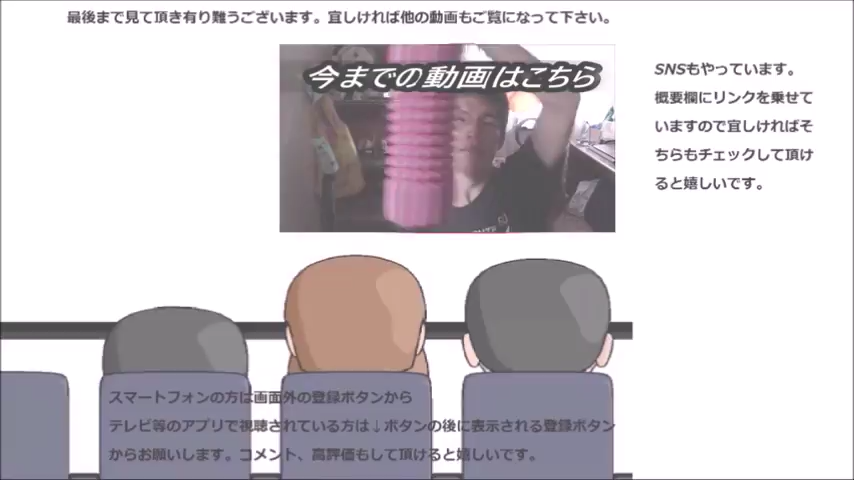 最後まで見て頂き有り難うございます。宜しければ他の動画もご覧になって下さい。
今までの動画はこちら
SNSもやっています。
概要欄にリンクを乗せて
いますので宜しければそ
ちらもチェックして頂け
ると嬉しいです。
スマートフォンの方は画面外の登録ボタンから
テレビ等のアプリで視聴されている方は↓ボタンの後に表示される登録ボタン
からお願いします。コメント、高評価もして頂けると嬉しいです。